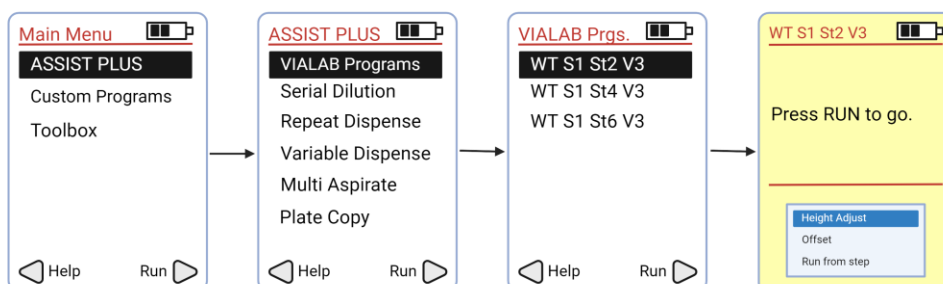 Main Menu
ASSIST PLUS
Custom Programs
Toolbox
Help Run
ASSIST PLUS
VIALAB Programs
Serial Dilution
Repeat Dispense
Variable Dispense
Multi Aspirate
Plate Copy
Help Run
VIALAB Prgs.
WT S1 St2 V3
WT S1 St4 V3
WT S1 St6 V3
Help Run
WT S1 St2 V3
Press RUN to go.
Height Adjust
Offset
Run from step